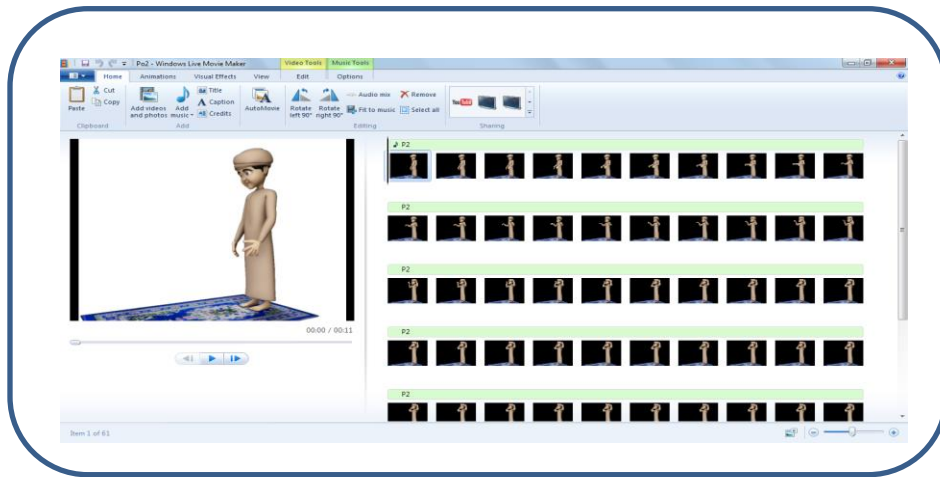 Po2 - Windows Live Movie Maker
Video Tools
Music Tools
Home
Animations
Visual Effects
View
Edit
Options
Paste
Cut
Copy
Clipboard
Add videos and photos
Add music
Title
Caption
Credits
Add
AutoMovie
Rotate left 90°
Rotate right 90°
Audio mix
Fit to music
Remove
Select all
Editing
YouTube
Sharing
P2
P2
P2
00:00 / 00:11
P2
P2
Item 1 of 61